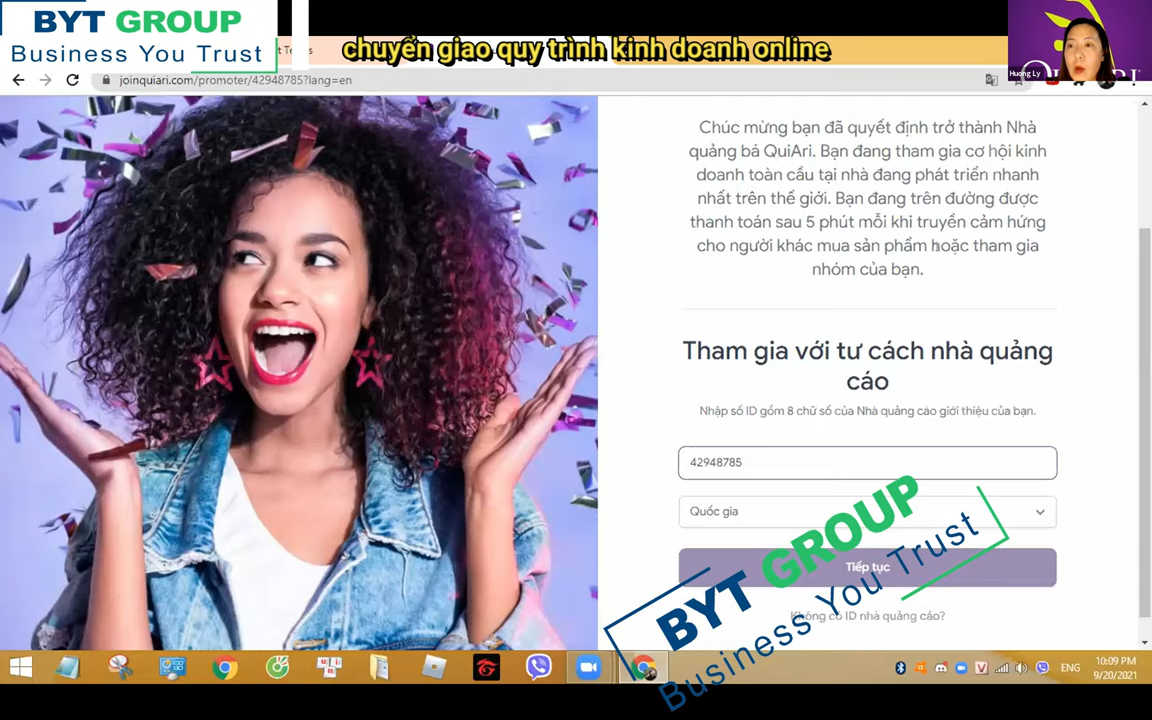 BYT GROUP
Business You Trust
chuyển giao quy trình kinh doanh online
joinquiari.com/promoter/42948785?lang=en
Huong Ly
Chúc mừng bạn đã quyết định trở thành Nhà
quảng bá QuiAri. Bạn đang tham gia cơ hội kinh
doanh toàn cầu tại nhà đang phát triển nhanh
nhất trên thế giới. Bạn đang trên đường được
thanh toán sau 5 phút mỗi khi truyền cảm hứng
cho người khác mua sản phẩm hoặc tham gia
nhóm của bạn.
Tham gia với tư cách nhà quảng
cáo
Nhập số ID gồm 8 chữ số của Nhà quảng cáo giới thiệu của bạn.
42948785
Quốc gia
Tiếp tục
Không có ID nhà quảng cáo?
BYT GROUP
Business You Trust
ENG
10:09 PM
9/20/2021